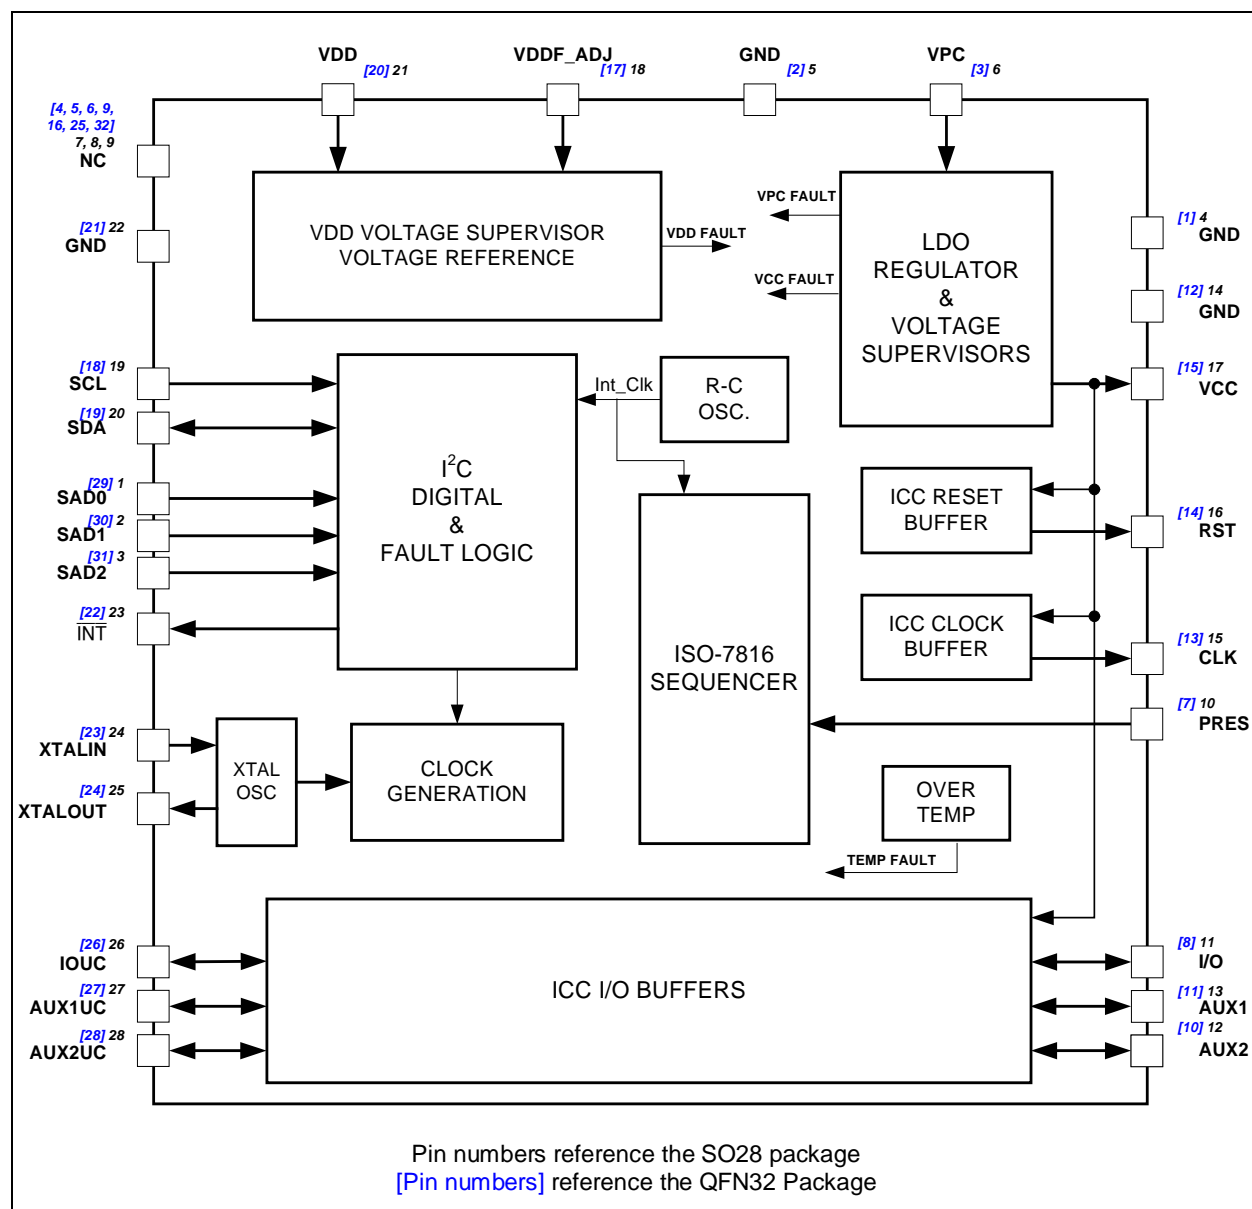 VDD
[20] 21
VDDF_ADJ
[17] 18
GND
[2] 5
VPC
[3] 6
[4, 5, 6, 9,
16, 25, 32]
7, 8, 9
NC
[21] 22
GND
VDD VOLTAGE SUPERVISOR
VOLTAGE REFERENCE
VDD FAULT
VPC FAULT
VCC FAULT
LDO
REGULATOR
&
VOLTAGE
SUPERVISORS
[1] 4
GND
[12] 14
GND
[15] 17
VCC
[18] 19
SCL
[19] 20
SDA
[29] 1
SAD0
[30] 2
SAD1
[31] 3
SAD2
[22] 23
INT
I²C
DIGITAL
&
FAULT LOGIC
Int_Clk
R-C
OSC.
ICC RESET
BUFFER
[14] 16
RST
ICC CLOCK
BUFFER
[13] 15
CLK
ISO-7816
SEQUENCER
[7] 10
PRES
[23] 24
XTALIN
[24] 25
XTALOUT
XTAL
OSC
CLOCK
GENERATION
OVER
TEMP
TEMP FAULT
[26] 26
IOUC
[27] 27
AUX1UC
[28] 28
AUX2UC
ICC I/O BUFFERS
[8] 11
I/O
[11] 13
AUX1
[10] 12
AUX2
Pin numbers reference the SO28 package
[Pin numbers] reference the QFN32 Package